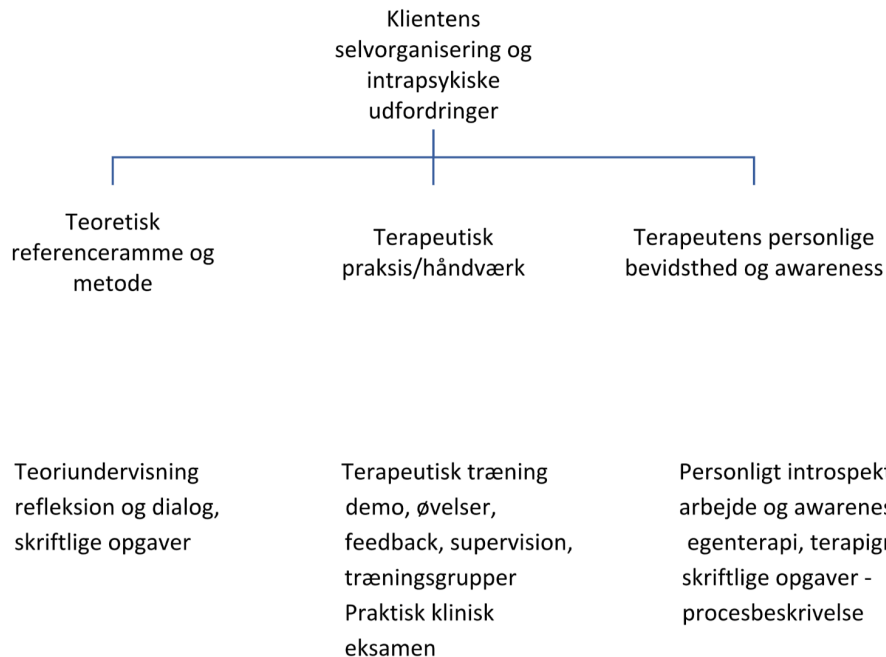 Klientens
selvorganisering og
intrapsykiske
udfordringer
Teoretisk
referenceramme og
metode
Terapeutisk
praksis/håndværk
Terapeutens personlige
bevidsthed og awareness
Teoriundervisning
refleksion og dialog,
skriftlige opgaver
Terapeutisk træning
demo, øvelser,
feedback, supervision,
træningsgrupper
Praktisk klinisk
eksamen
Personligt
arbejde og
egenterapi,
skriftlige opgaver -
procesbeskrivelse